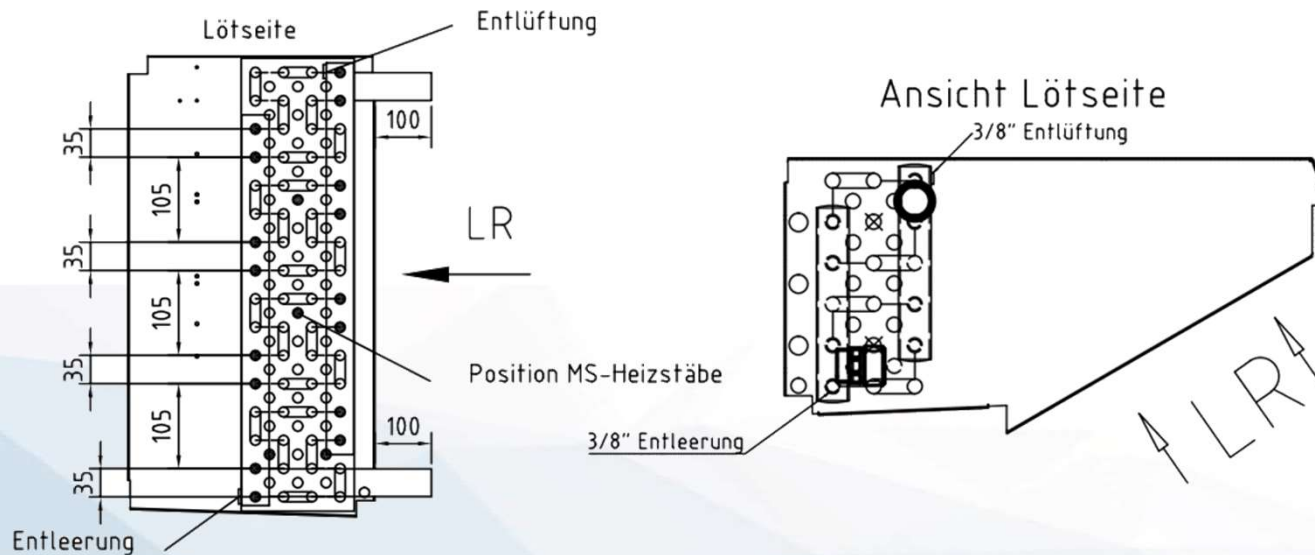 Lötseite
Entlüftung
100
35
105
35
105
35
105
35
LR
Position MS-Heizstäbe
100
Entleerung
Ansicht Lötseite
3/8" Entlüftung
3/8" Entleerung
LR